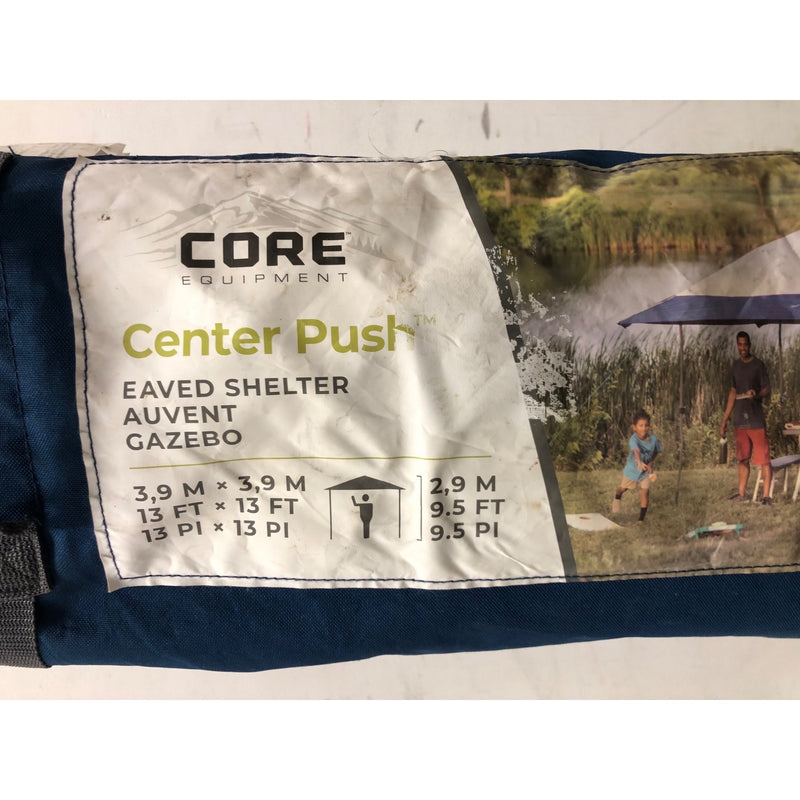 CORE™
EQUIPMENT
Center Push™
EAVED SHELTER
AUVENT
GAZEBO
3,9 M × 3,9 M
13 FT × 13 FT
13 PI × 13 PI
2,9 M
9.5 FT
9.5 PI